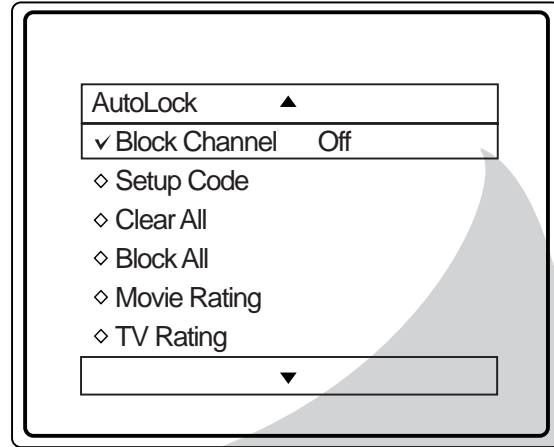 AutoLock ▲
✓ Block Channel Off
◇ Setup Code
◇ Clear All
◇ Block All
◇ Movie Rating
◇ TV Rating
▼